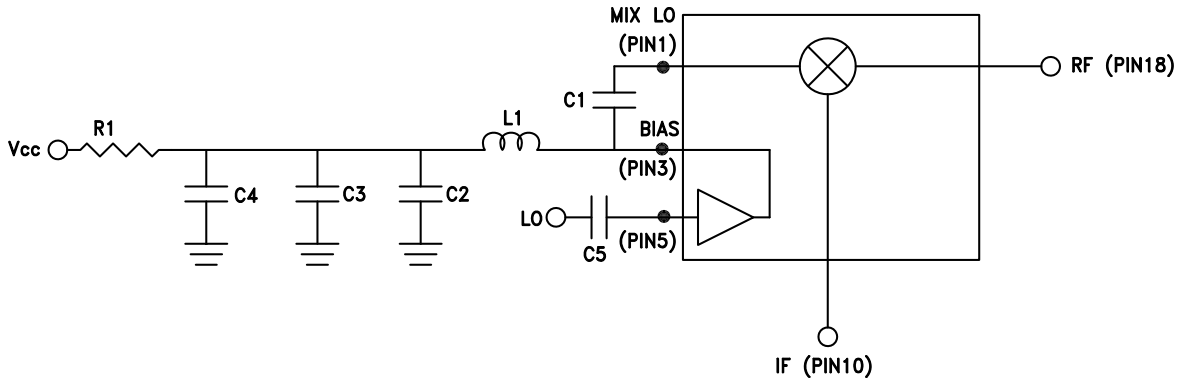 MIX LO
(PIN1)
RF (PIN18)
C1
R1
L1
BIAS
Vcc
(PIN3)
C4
C3
C2
LO
(PIN5)
C5
IF (PIN10)